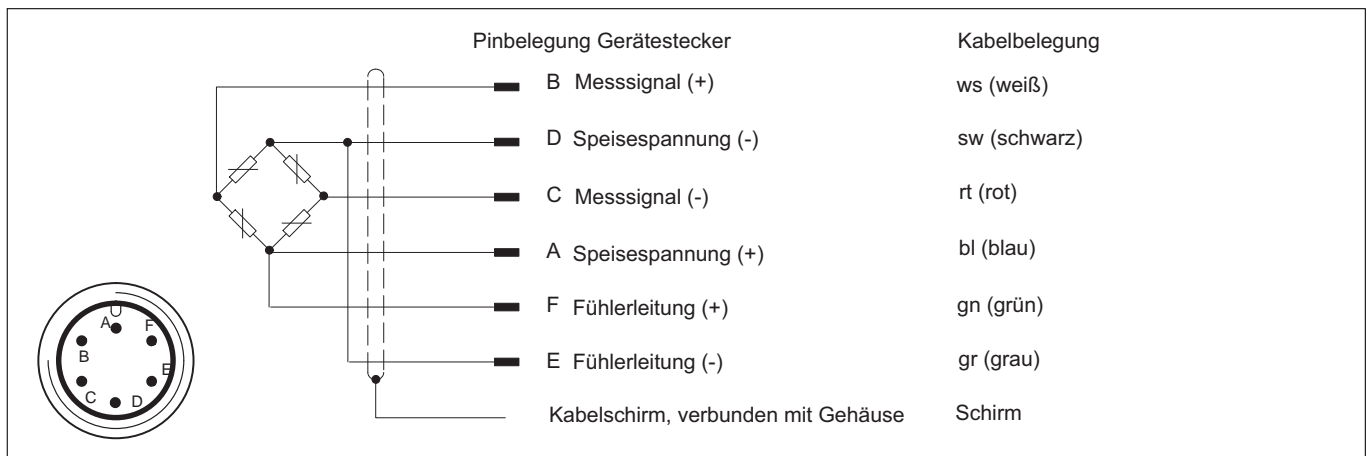 Pinbelegung Gerätestecker Kabelbelegung
B Messsignal (+) ws (weiß)
D Speisespannung (-) sw (schwarz)
C Messsignal (-) rt (rot)
A Speisespannung (+) bl (blau)
F Fühlerleitung (+) gn (grün)
E Fühlerleitung (-) gr (grau)
Kabelschirm, verbunden mit Gehäuse Schirm
A F
B E
C D